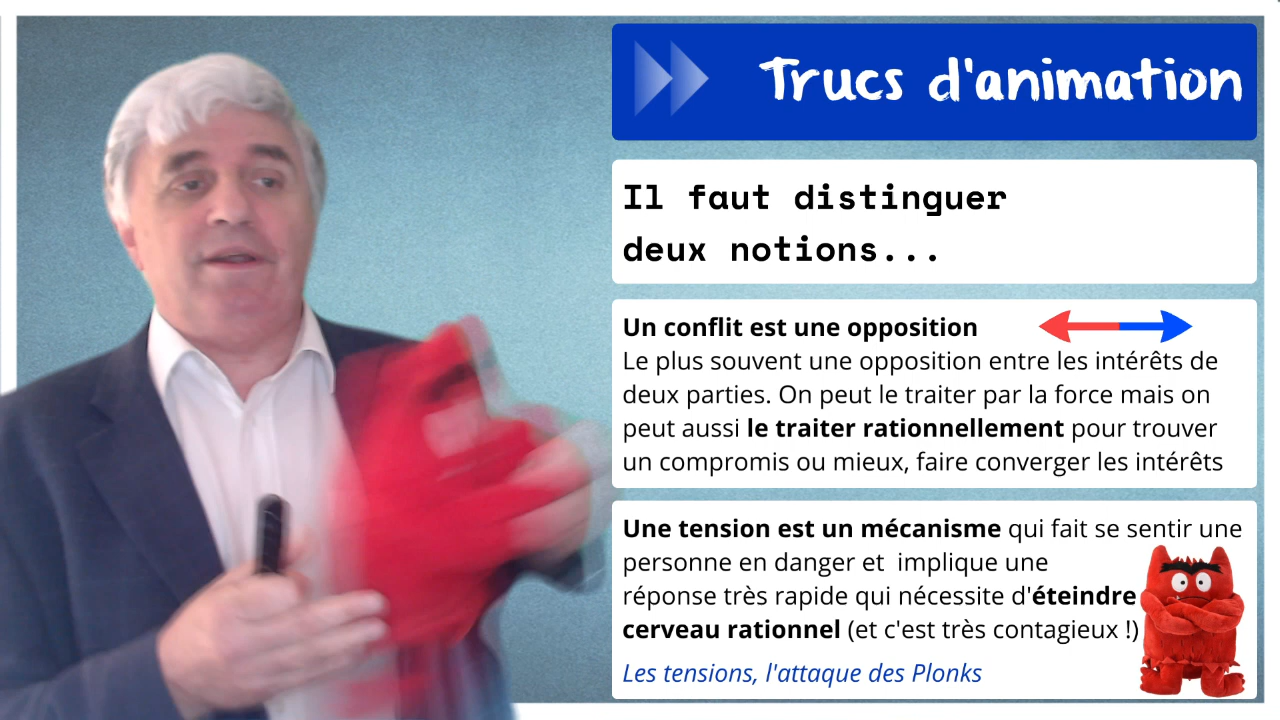 Trucs d'animation
Il faut distinguer
deux notions...
Un conflit est une opposition
Le plus souvent une opposition entre les intérêts de
deux parties. On peut le traiter par la force mais on
peut aussi le traiter rationnellement pour trouver
un compromis ou mieux, faire converger les intérêts
Une tension est un mécanisme qui fait se sentir une
personne en danger et  implique une
réponse très rapide qui nécessite d'éteindre
cerveau rationnel (et c'est très contagieux !)
Les tensions, l'attaque des Plonks